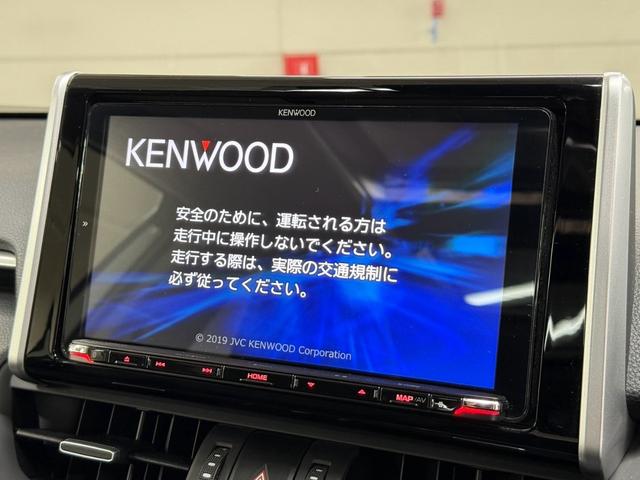 KENWOOD
KENWOOD
安全のために、運転される方は
走行中に操作しないでください。
走行する際は、実際の交通規制に
必ず従ってください。
© 2019 JVC KENWOOD Corporation
HOME
MAP/AV